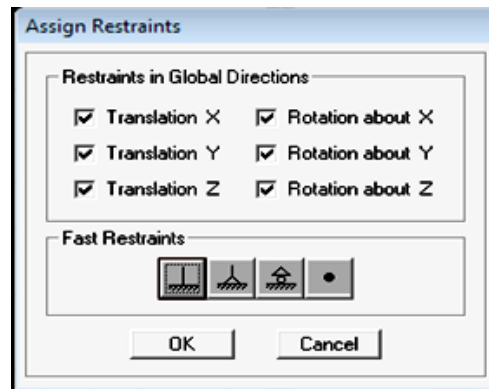 Assign Restraints
Restraints in Global Directions
Translation X Rotation about X
Translation Y Rotation about Y
Translation Z Rotation about Z
Fast Restraints
OK Cancel